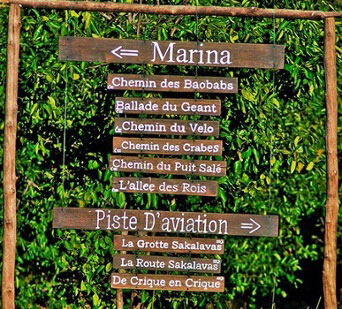 ⇐ Marina
Chemin des Baobabs
Ballade du Geant
Chemin du Velo
Chemin des Crabes
Chemin du Puit Salé
L'allee des Rois
Piste D'aviation ⇒
La Grotte Sakalavas
La Route Sakalavas
De Crique en Crique